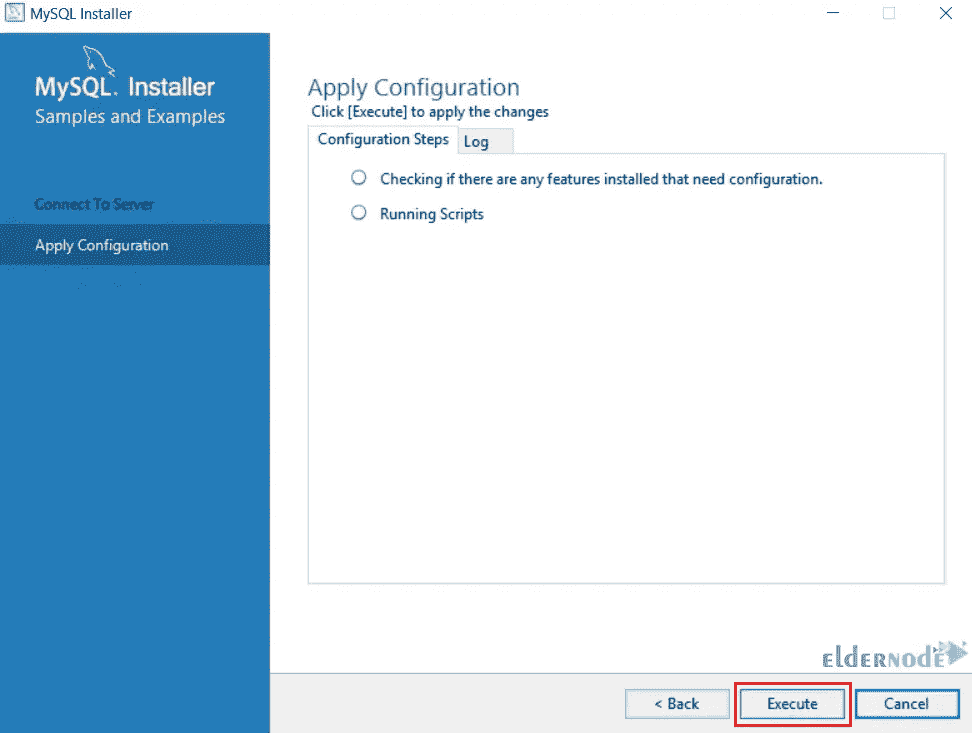 MySQL Installer
MySQL. Installer
Samples and Examples
Connect To Server
Apply Configuration
Apply Configuration
Click [Execute] to apply the changes
Configuration Steps
Log
Checking if there are any features installed that need configuration.
Running Scripts
eldernode
< Back
Execute
Cancel